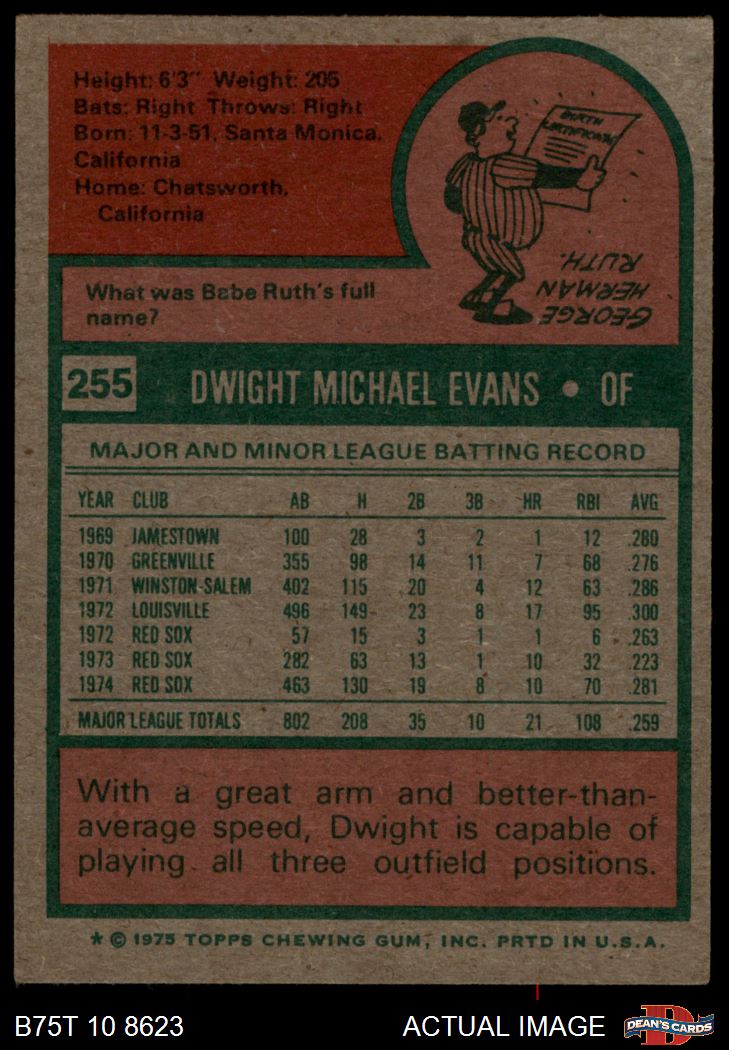 Height: 6'3" Weight: 205
Bats: Right Throws: Right
Born: 11-3-51, Santa Monica,
California
Home: Chatsworth,
California
BIRTH
CERTIFICATE
What was Babe Ruth's full
name?
GEORGE
HERMAN
RUTH.
255 DWIGHT MICHAEL EVANS • OF
MAJOR AND MINOR LEAGUE BATTING RECORD
YEAR CLUB AB H 2B 3B HR RBI AVG
1969 JAMESTOWN 100 28 3 2 1 12 .280
1970 GREENVILLE 355 98 14 11 7 68 .276
1971 WINSTON-SALEM 402 115 20 4 12 63 .286
1972 LOUISVILLE 496 149 23 8 17 95 .300
1972 RED SOX 57 15 3 1 1 6 .263
1973 RED SOX 282 63 13 1 10 32 .223
1974 RED SOX 463 130 19 8 10 70 .281
MAJOR LEAGUE TOTALS 802 208 35 10 21 108 .259
With a great arm and better-than-
average speed, Dwight is capable of
playing all three outfield positions.
* © 1975 TOPPS CHEWING GUM, INC. PRTD IN U.S.A.
B75T 10 8623 ACTUAL IMAGE
D
DEAN'S CARDS